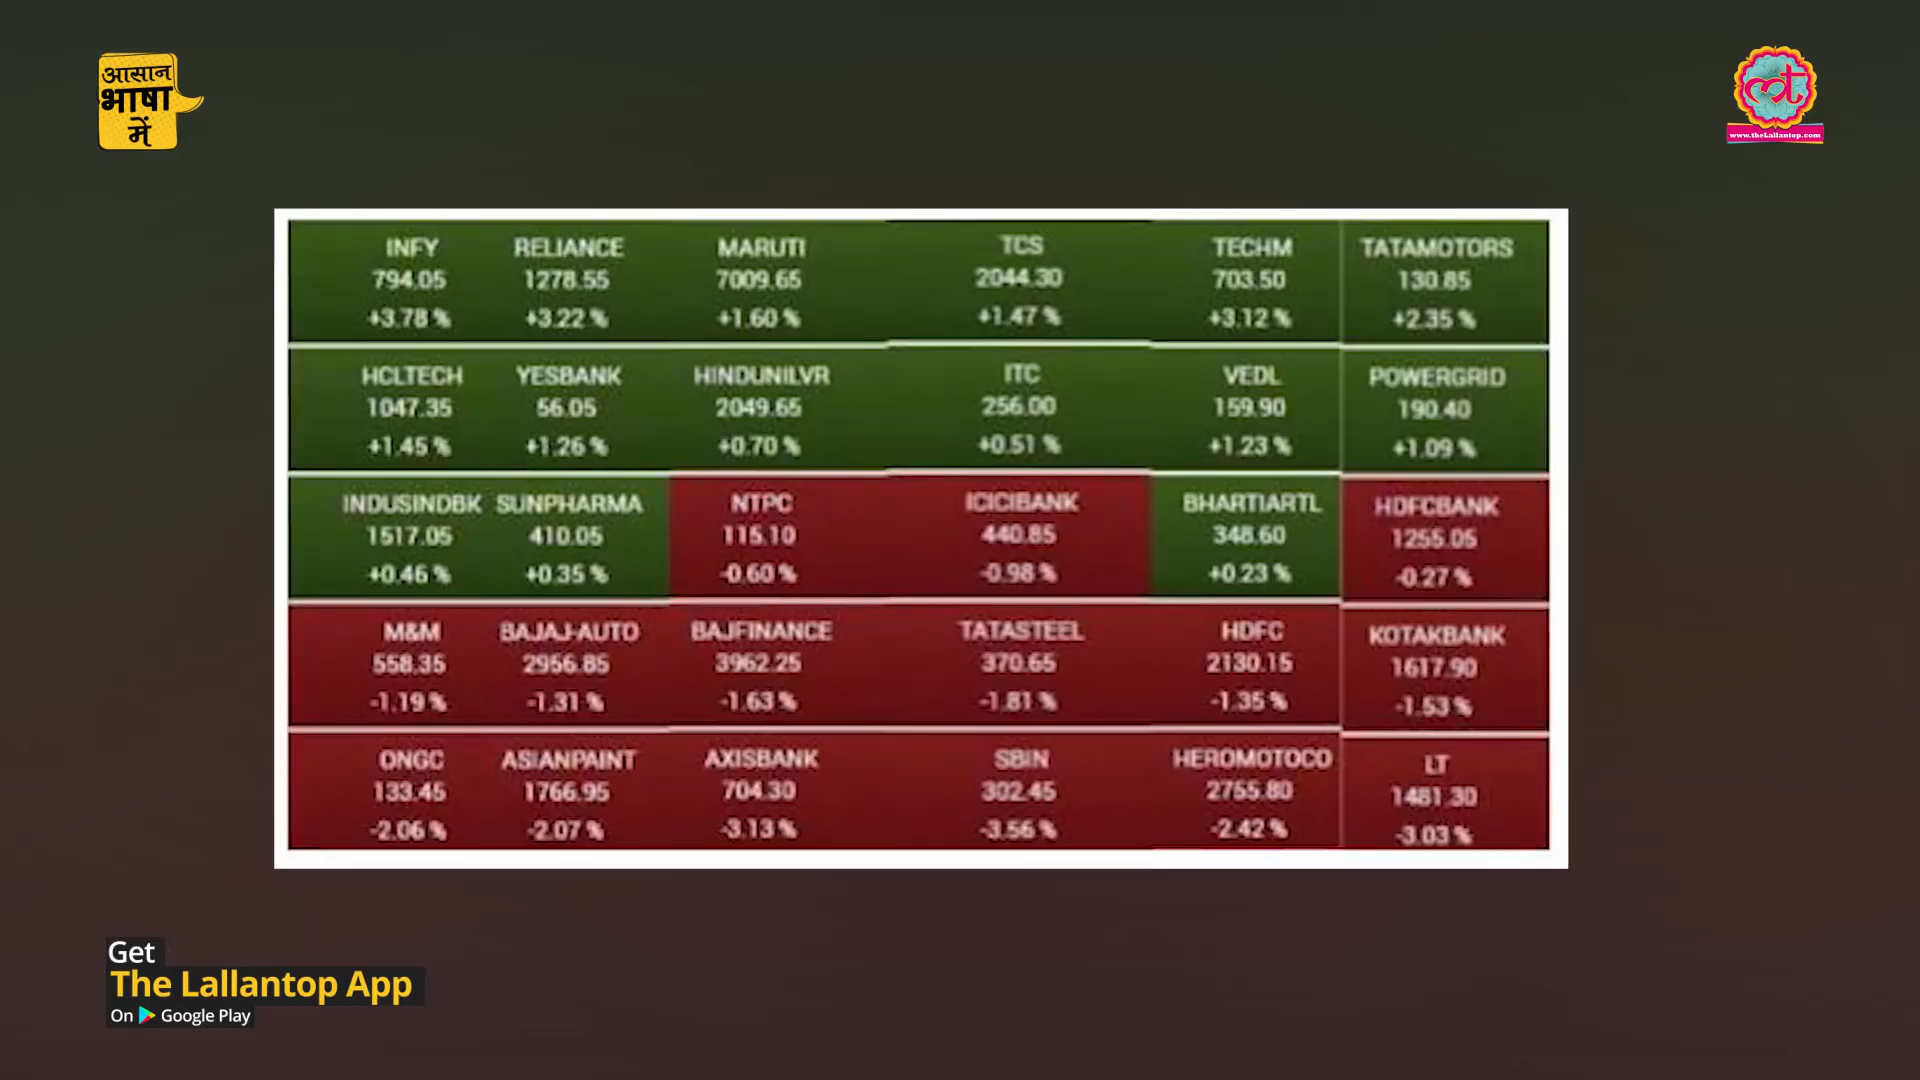 आसान
भाषा
में
www.theLallantop.com
INFY RELIANCE MARUTI TCS TECHM TATAMOTORS
794.05 1278.55 7009.65 2044.30 703.50 130.85
+3.78 % +3.22 % +1.60 % +1.47 % +3.12 % +2.35 %
HCLTECH YESBANK HINDUNILVR ITC VEDL POWERGRID
1047.35 56.05 2049.65 256.00 159.90 190.40
+1.45 % +1.26 % +0.70 % +0.51 % +1.23 % +1.09 %
INDUSINDBK SUNPHARMA NTPC ICICIBANK BHARTIARTL HDFCBANK
1517.05 410.05 115.10 440.85 348.60 1255.05
+0.46 % +0.35 % -0.60 % -0.98 % +0.23 % -0.27 %
M&M BAJAJ-AUTO BAJFINANCE TATASTEEL HDFC KOTAKBANK
558.35 2956.85 3962.25 370.65 2130.15 1617.90
-1.19 % -1.31 % -1.63 % -1.81 % -1.35 % -1.53 %
ONGC ASIANPAINT AXISBANK SBIN HEROMOTOCO LT
133.45 1766.95 704.30 302.45 2755.80 1481.30
-2.06 % -2.07 % -3.13 % -3.56 % -2.42 % -3.03 %
Get
The Lallantop App
On Google Play